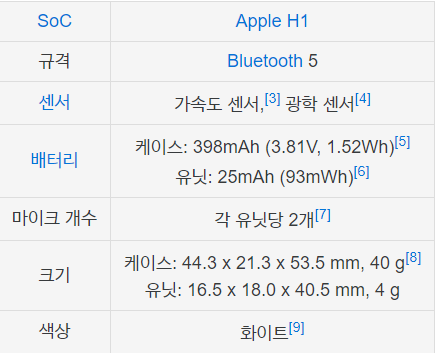 SoC
Apple H1
규격
Bluetooth 5
센서
가속도 센서,[3] 광학 센서[4]
배터리
케이스: 398mAh (3.81V, 1.52Wh)[5]
유닛: 25mAh (93mWh)[6]
마이크 개수
각 유닛당 2개[7]
크기
케이스: 44.3 x 21.3 x 53.5 mm, 40 g[8]
유닛: 16.5 x 18.0 x 40.5 mm, 4 g
색상
화이트[9]